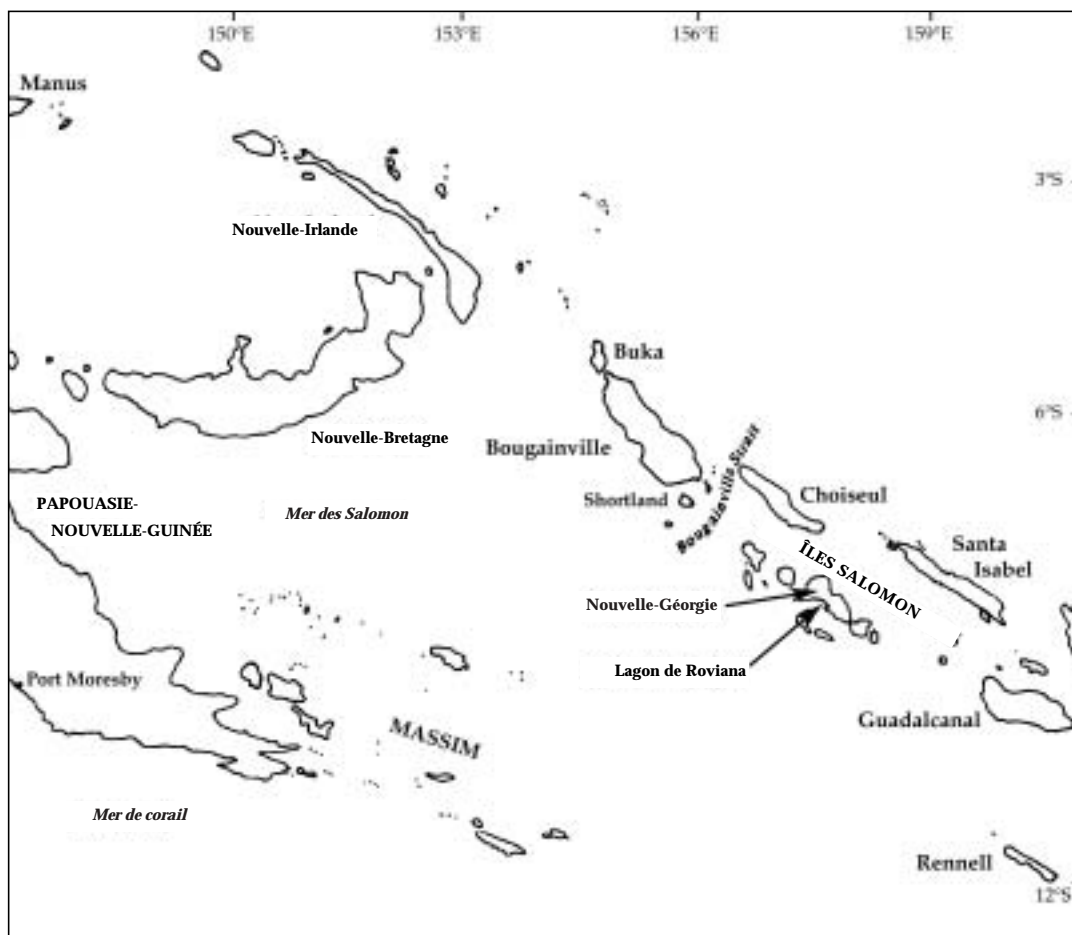 150°E
153°E
156°E
159°E
Manus
3°S
Nouvelle-Irlande
Buka
6°S
Nouvelle-Bretagne
Bougainville
Bougainville Strait
Choiseul
Shortland
PAPOUASIE-
NOUVELLE-GUINÉE
Mer des Salomon
ÎLES SALOMON
Santa
Isabel
Nouvelle-Géorgie
Lagon de Roviana
Port Moresby
MASSIM
Guadalcanal
Mer de corail
Rennell
12°S